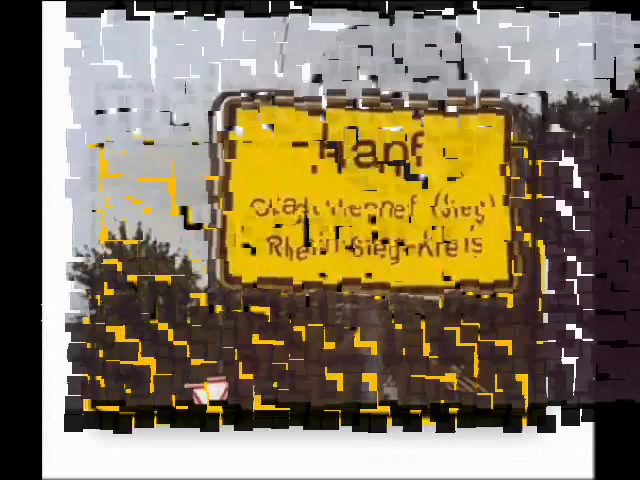 Hanf
Stadt Hennef (Sieg)
Rhein-Sieg-Kreis